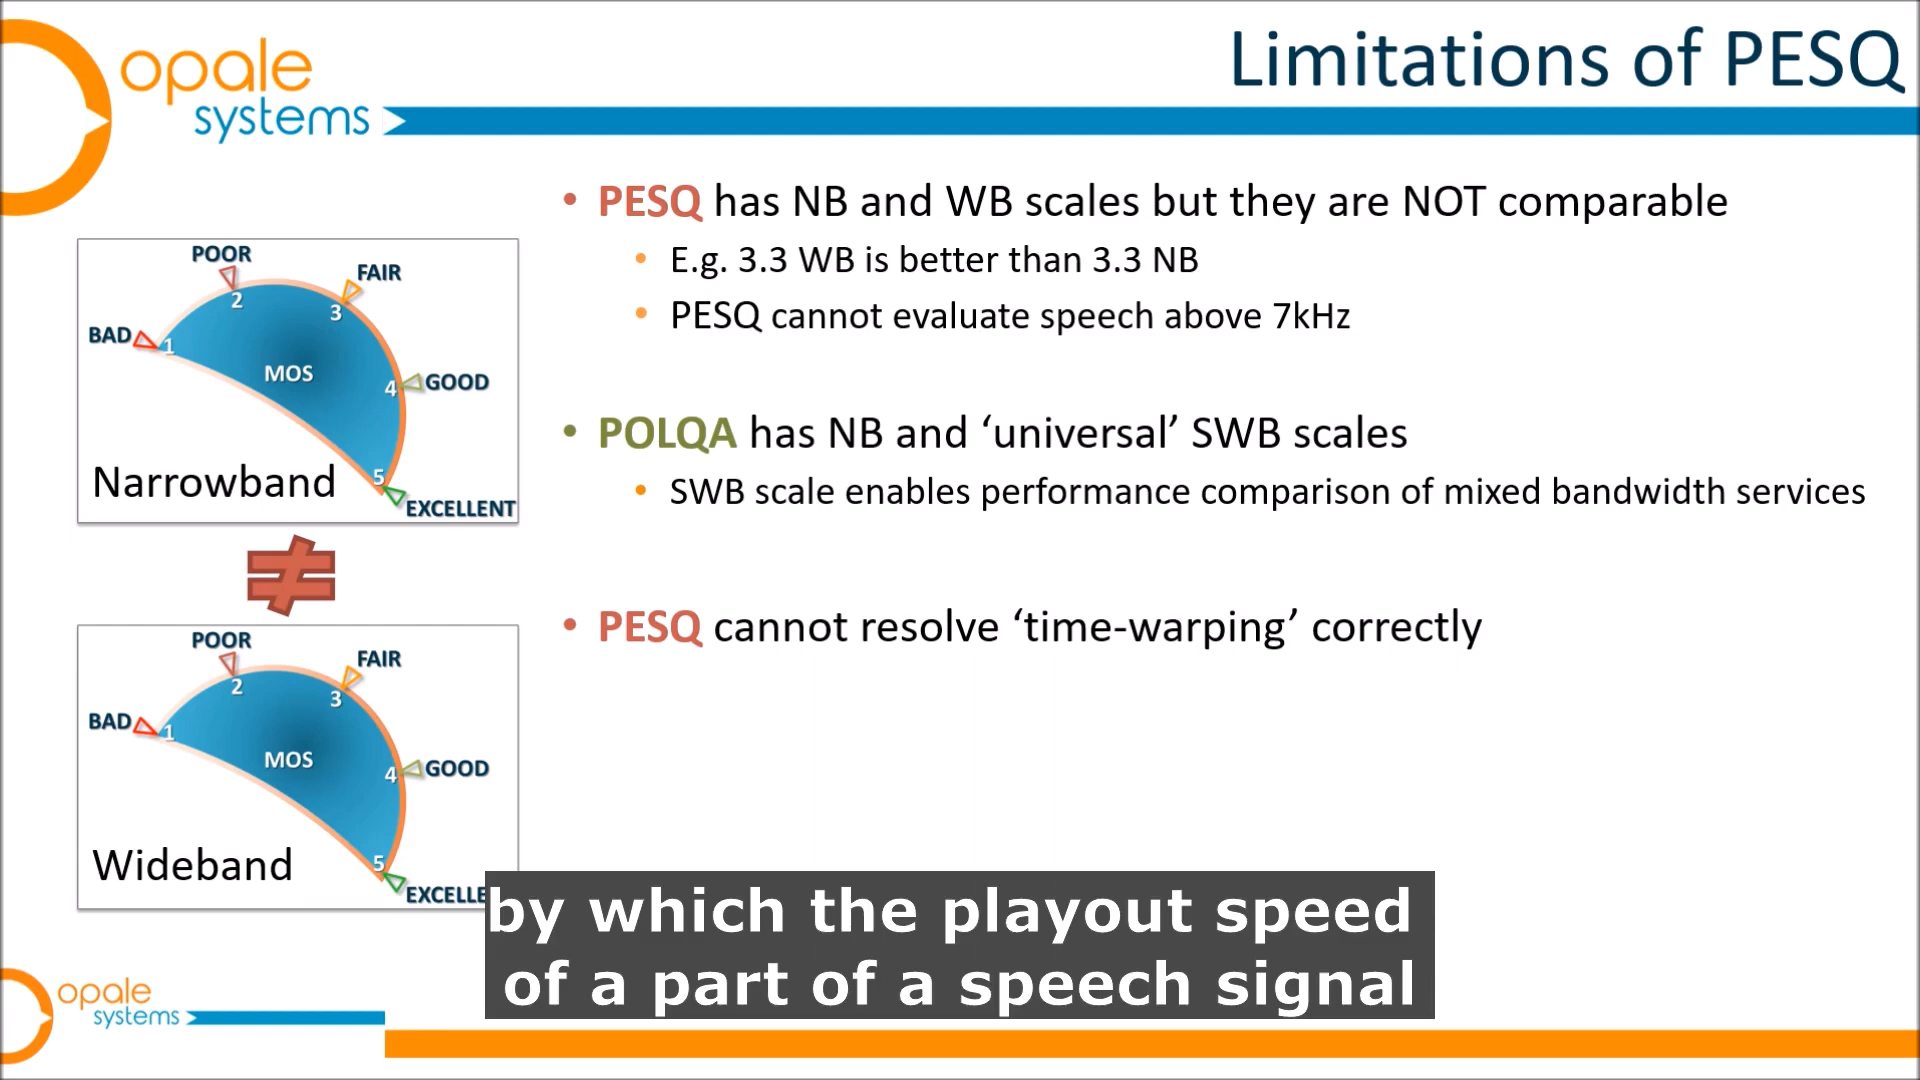 opale
systems
Limitations of PESQ
• PESQ has NB and WB scales but they are NOT comparable
• E.g. 3.3 WB is better than 3.3 NB
• PESQ cannot evaluate speech above 7kHz
• POLQA has NB and ‘universal’ SWB scales
• SWB scale enables performance comparison of mixed bandwidth services
• PESQ cannot resolve ‘time-warping’ correctly
POOR
FAIR
2
3
BAD
1
MOS
4
GOOD
5
Narrowband
EXCELLENT
≠
POOR
FAIR
2
3
BAD
1
MOS
4
GOOD
5
Wideband
EXCELLE
by which the playout speed
of a part of a speech signal
opale
systems